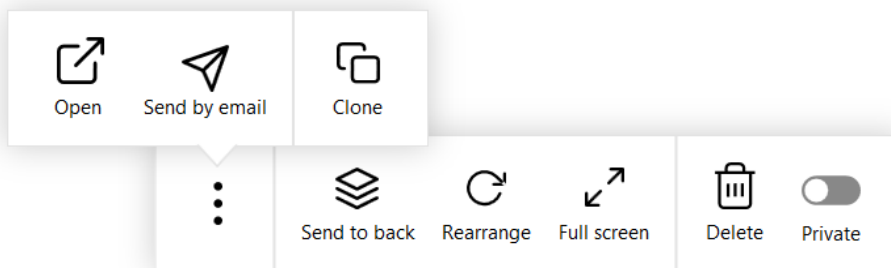 Open
Send by email
Clone
Send to back
Rearrange
Full screen
Delete
Private